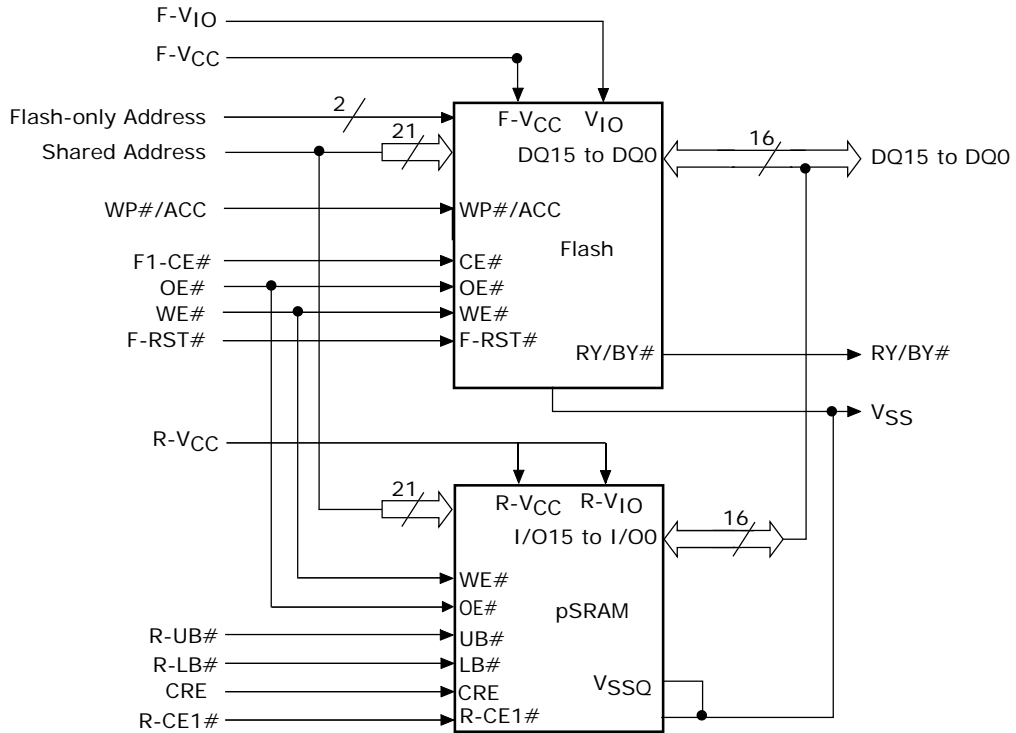 F-VIO
F-VCC
Flash-only Address
2
Shared Address
21
F-VCC VIO
DQ15 to DQ0
16
DQ15 to DQ0
WP#/ACC
WP#/ACC
Flash
F1-CE#
CE#
OE#
OE#
WE#
WE#
F-RST#
F-RST#
RY/BY#
RY/BY#
VSS
R-VCC
21
R-VCC R-VIO
I/O15 to I/O0
16
WE#
OE#
pSRAM
R-UB#
UB#
R-LB#
LB#
CRE
CRE
VSSQ
R-CE1#
R-CE1#